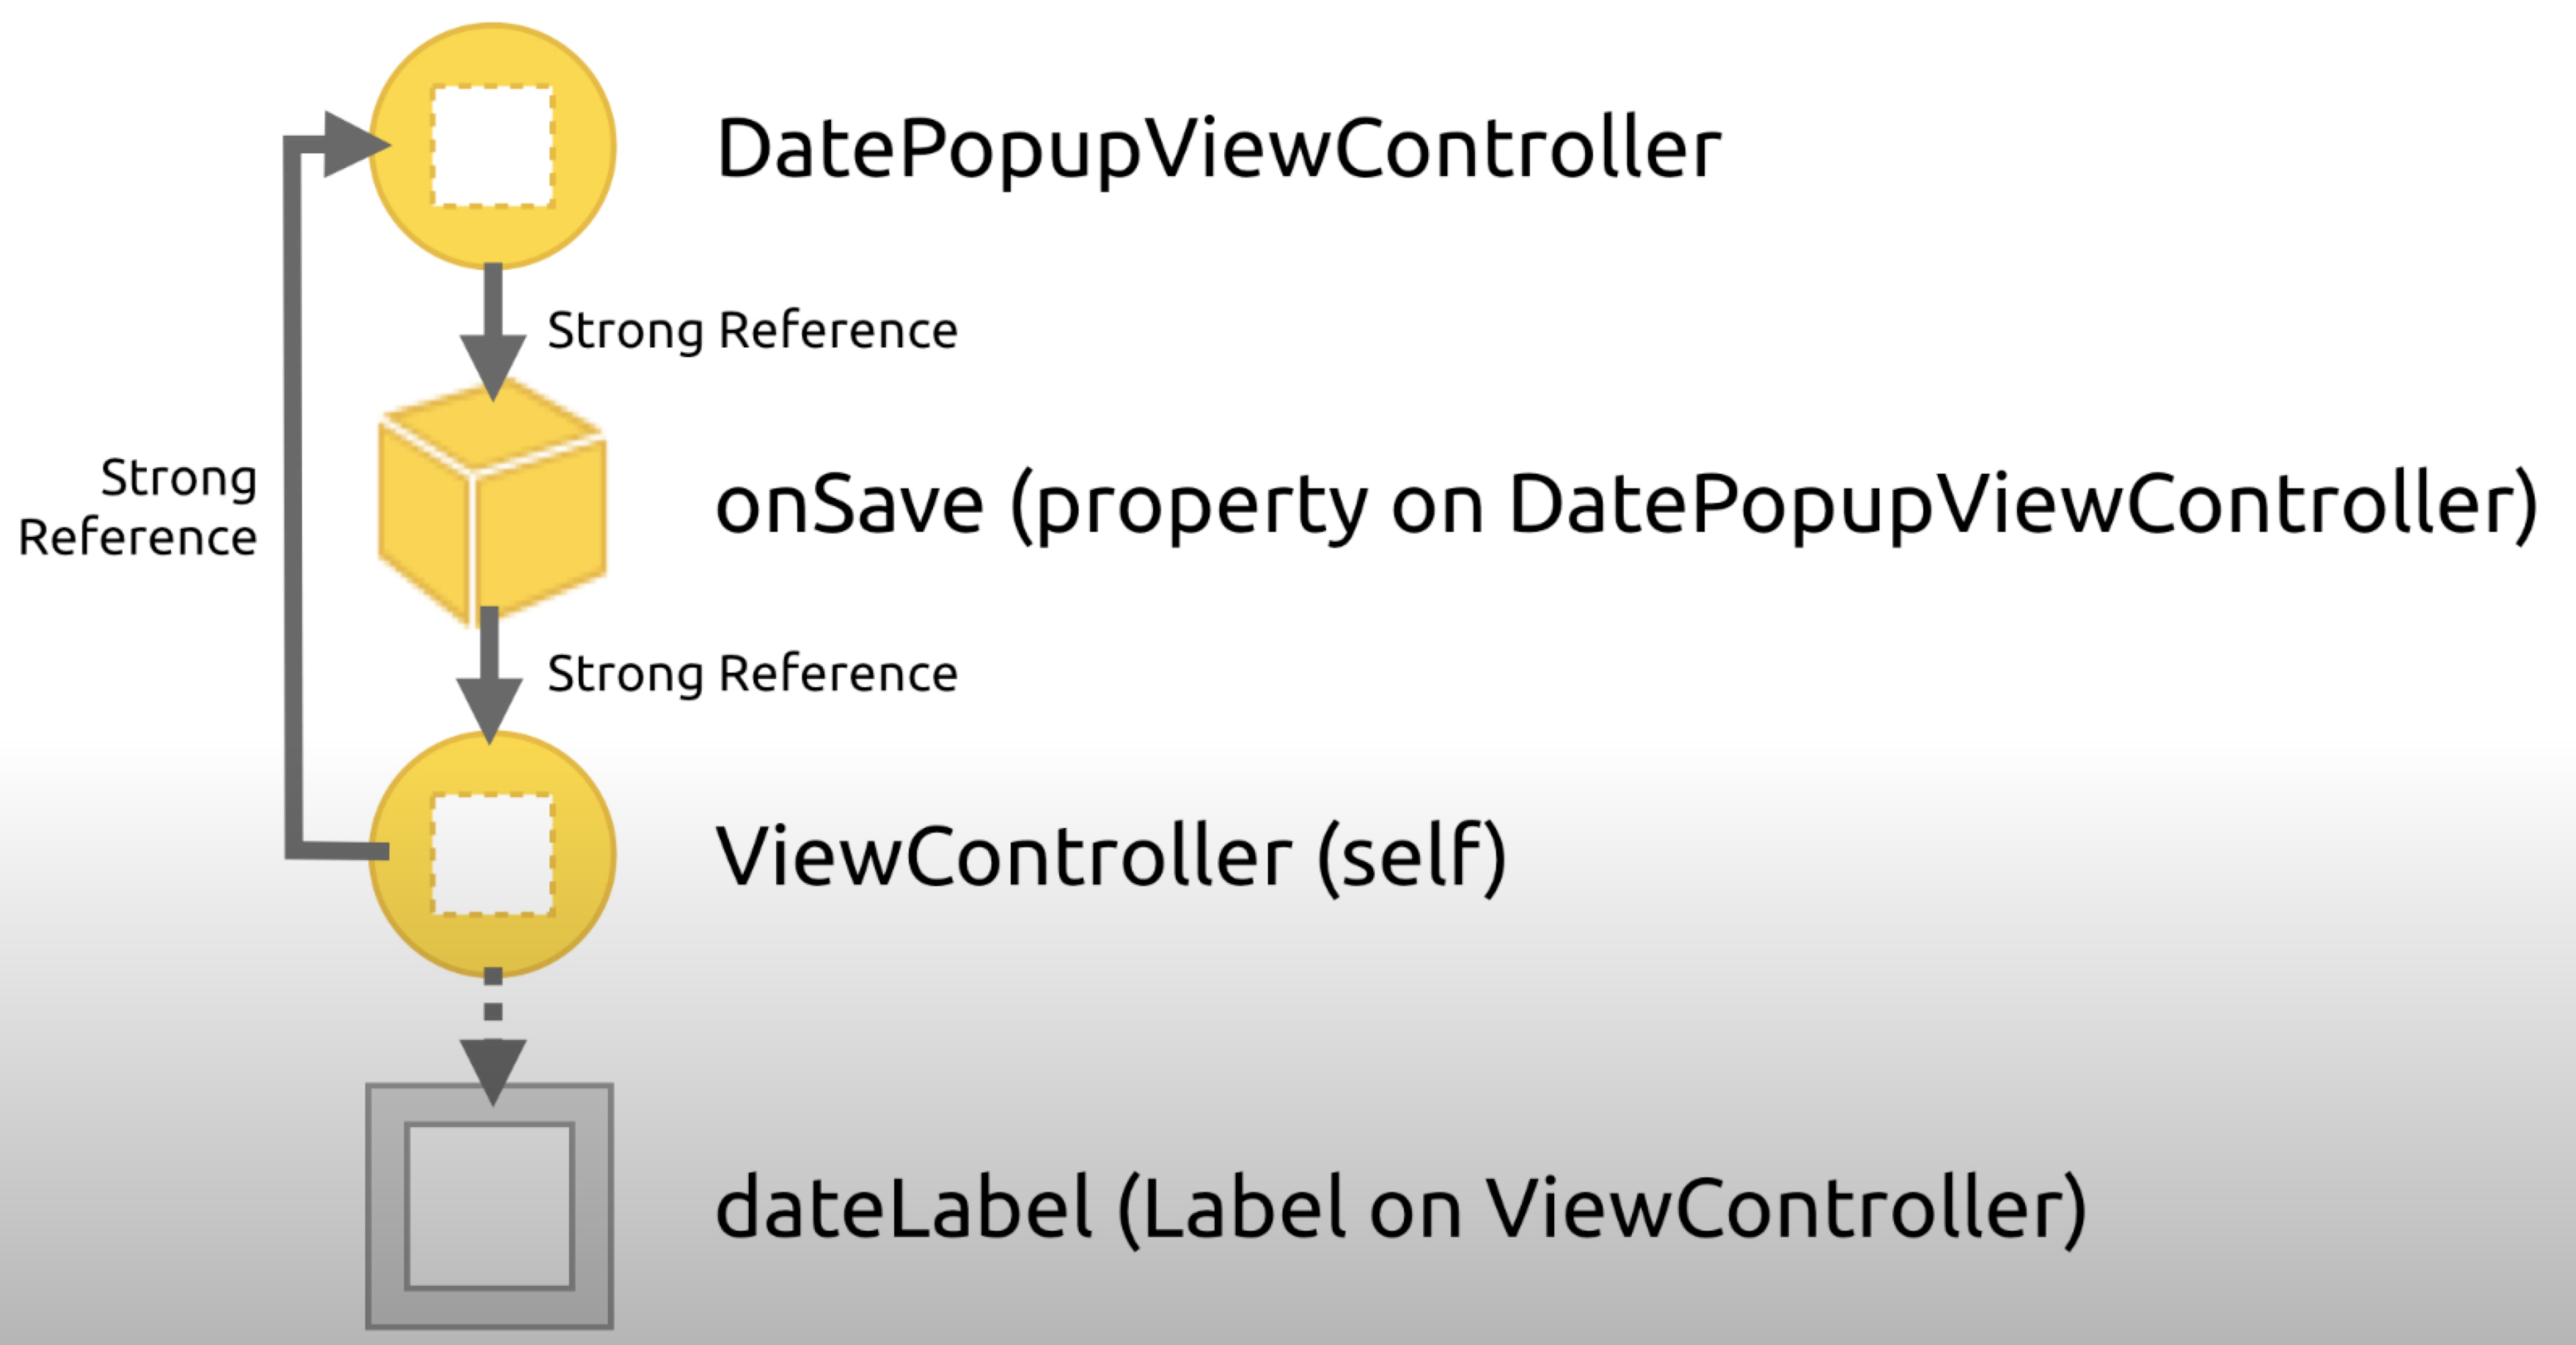 DatePopupViewController
Strong Reference
onSave (property on DatePopupViewController)
Strong
Reference
Strong Reference
ViewController (self)
dateLabel (Label on ViewController)